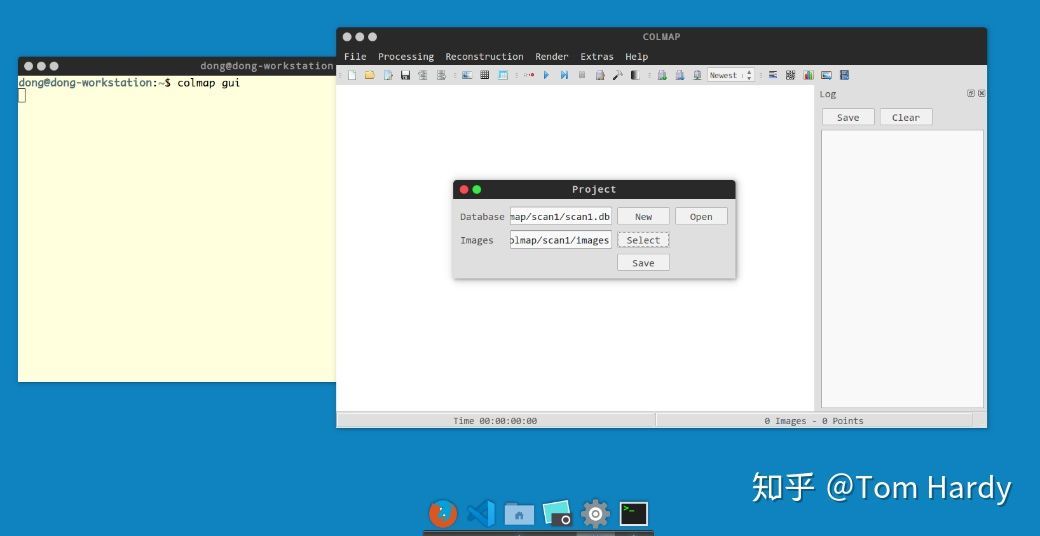 dong@dong-workstation
dong@dong-workstation:~$ colmap gui
COLMAP
File Processing Reconstruction Render Extras Help
Newest
Log
Save Clear
Project
Database map/scan1/scan1.db New Open
Images olmap/scan1/images Select
Save
Time 00:00:00:00
0 Images - 0 Points
知乎 @Tom Hardy
>_